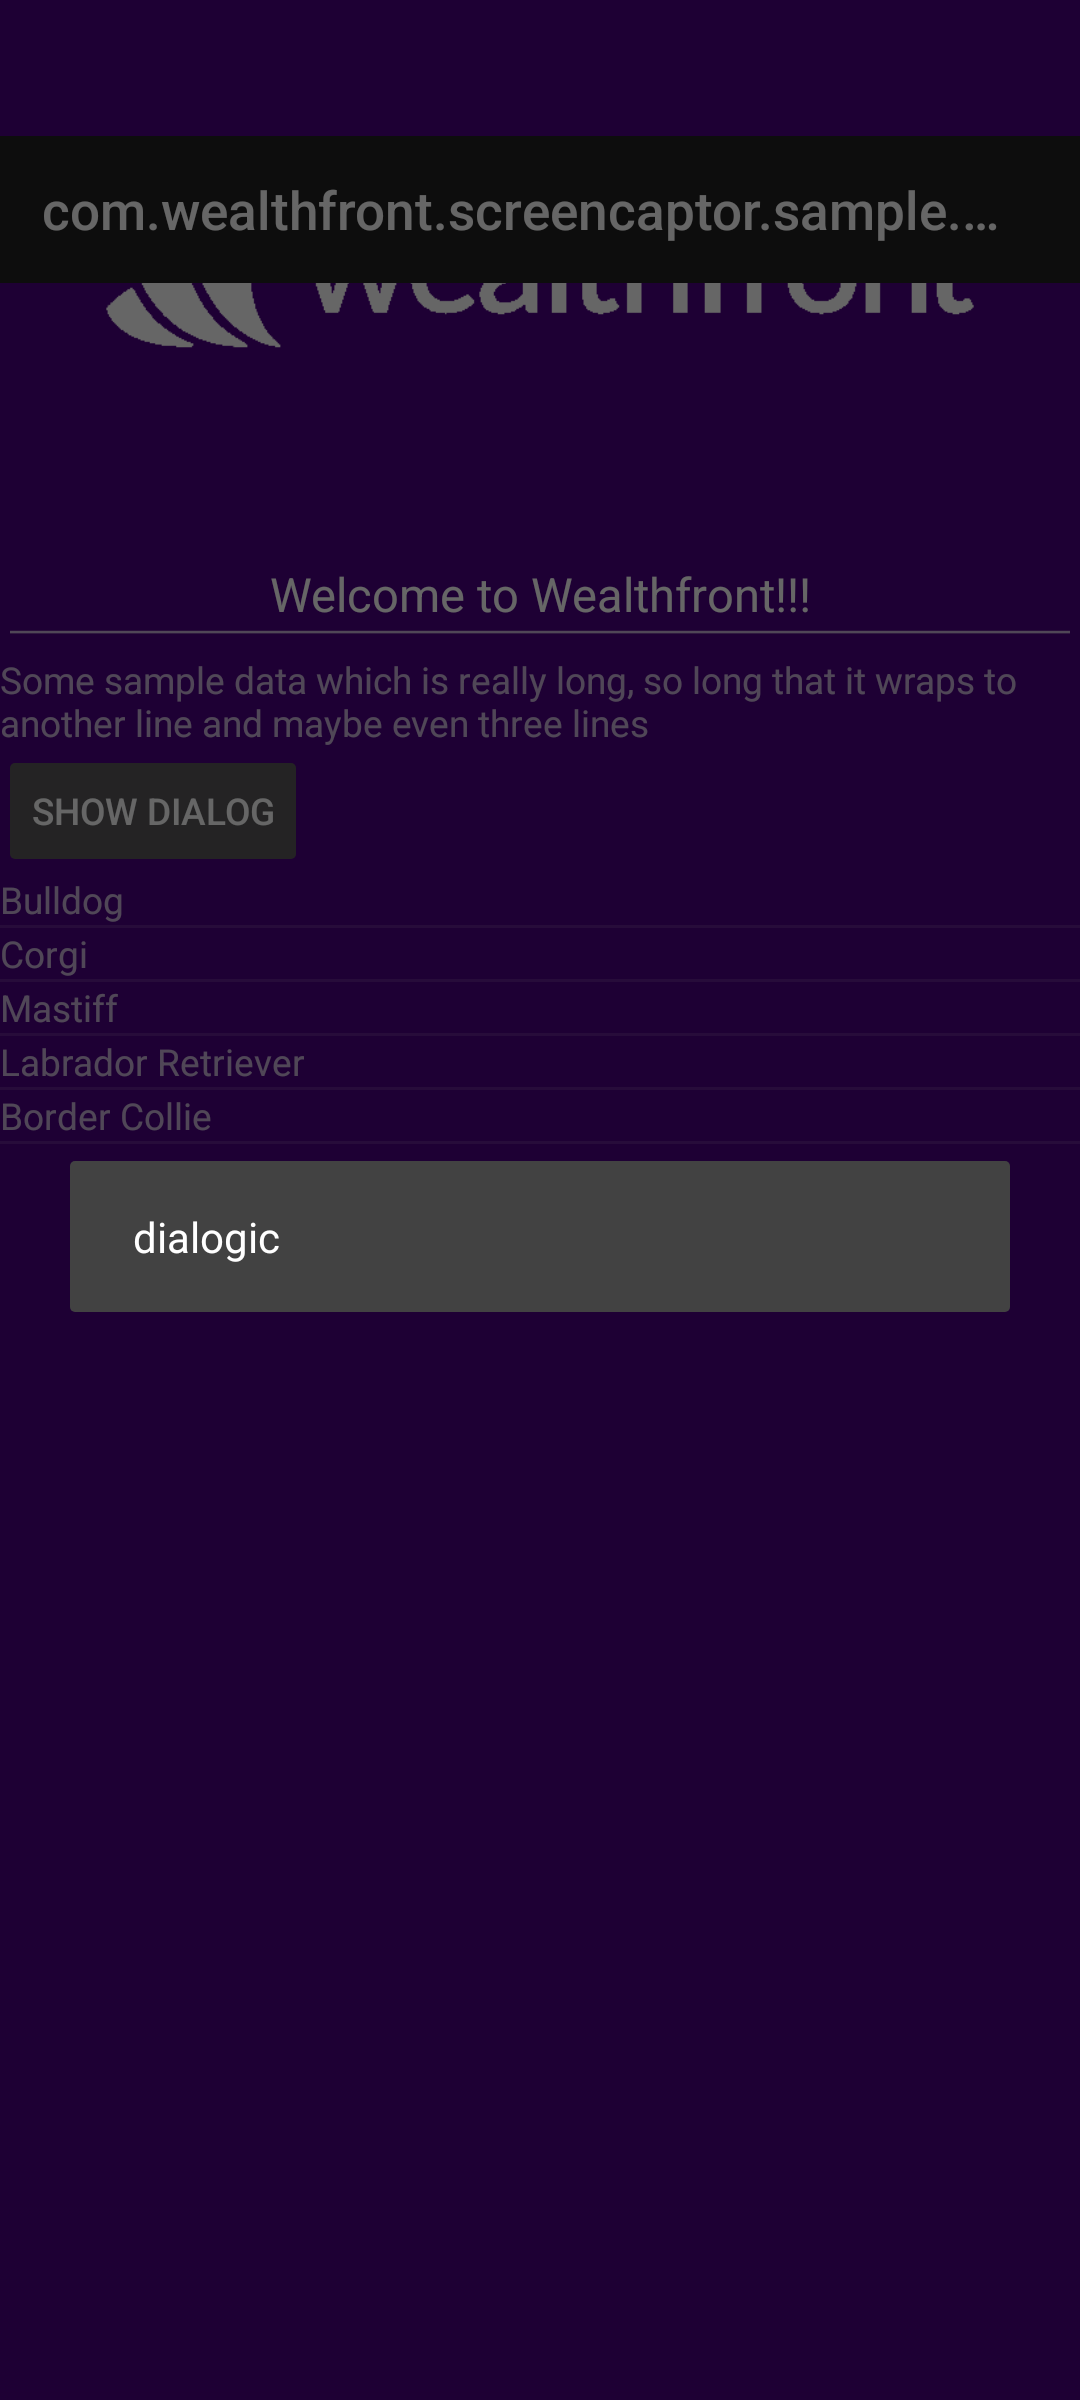 com.wealthfront.screencaptor.sample.…
wealthfront
Welcome to Wealthfront!!!
Some sample data which is really long, so long that it wraps to
another line and maybe even three lines
SHOW DIALOG
Bulldog
Corgi
Mastiff
Labrador Retriever
Border Collie
dialogic